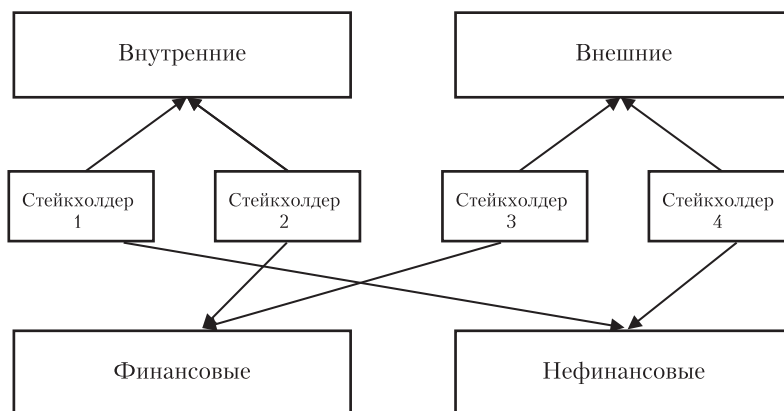 Внутренние
Внешние
Стейкхолдер
1
Стейкхолдер
2
Стейкхолдер
3
Стейкхолдер
4
Финансовые
Нефинансовые